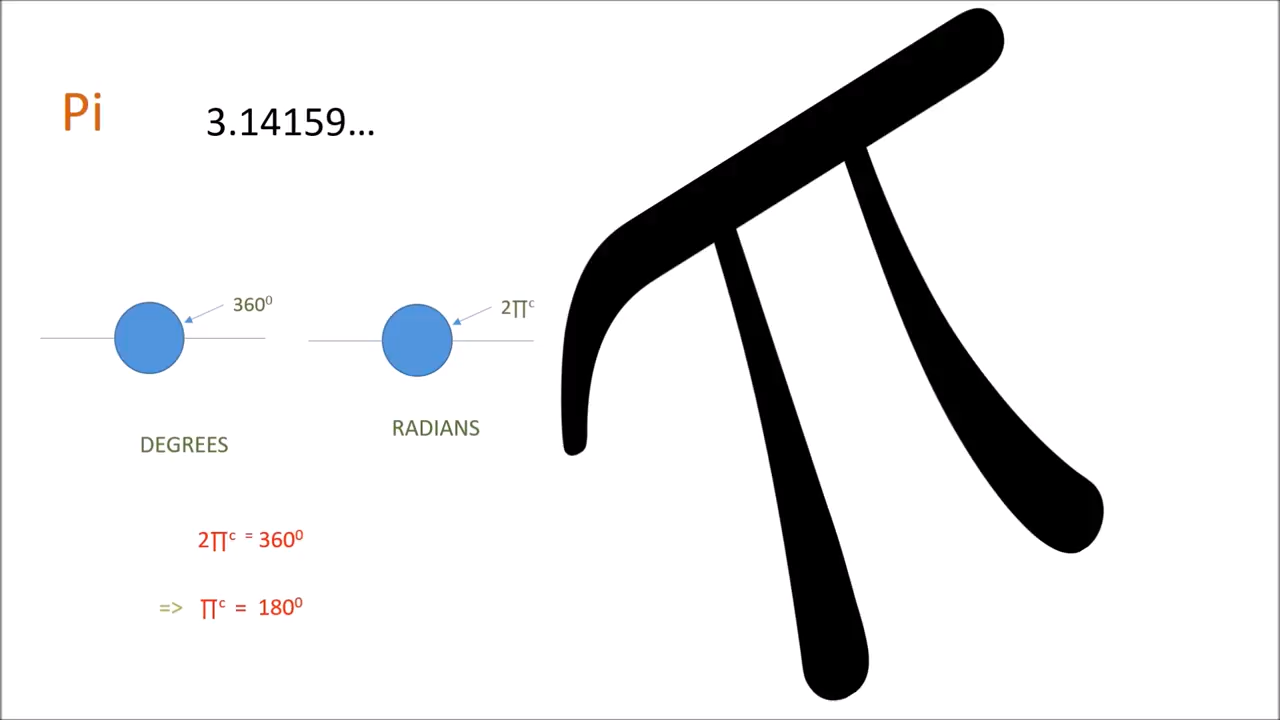 Pi
3.14159...
360⁰
2∏ᶜ
DEGREES
RADIANS
2∏ᶜ = 360⁰
=> ∏ᶜ = 180⁰